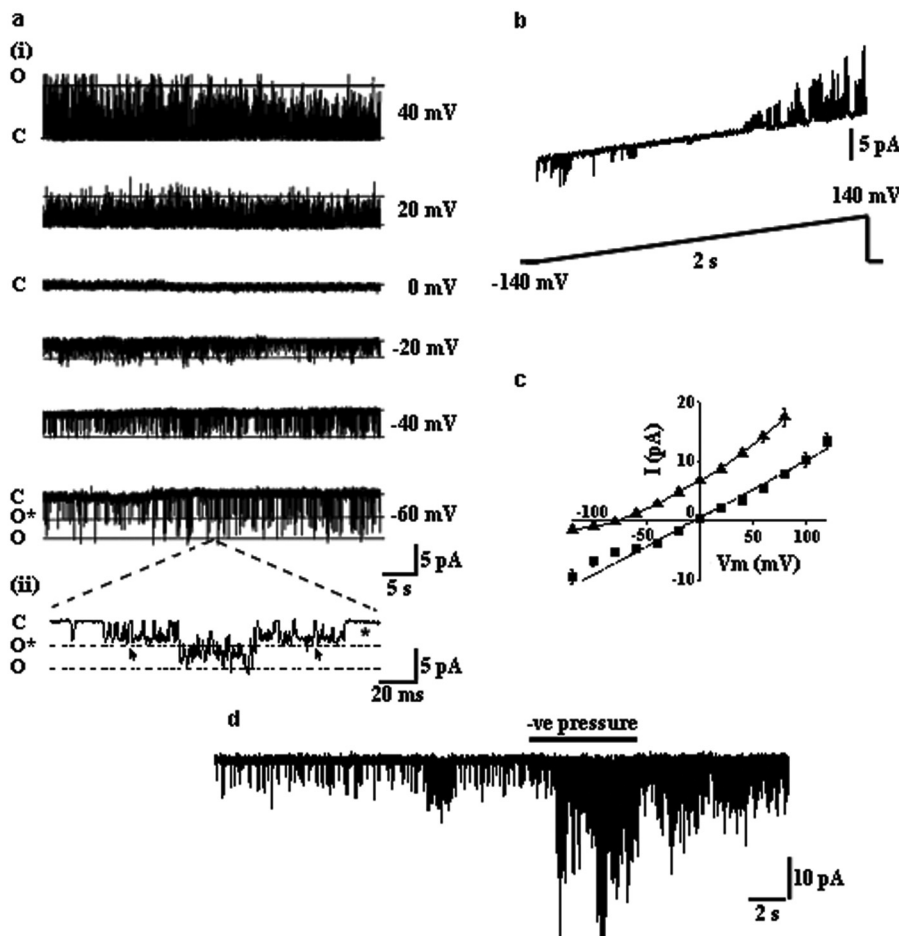 a
(i)
O
C
40 mV
20 mV
C
0 mV
-20 mV
-40 mV
C
O*
O
-60 mV
5 pA
5 s
(ii)
C
O*
O
*
5 pA
20 ms
b
5 pA
140 mV
2 s
-140 mV
c
20
10
0
-10
I (pA)
-100
-50
50
100
Vm (mV)
d
-ve pressure
10 pA
2 s